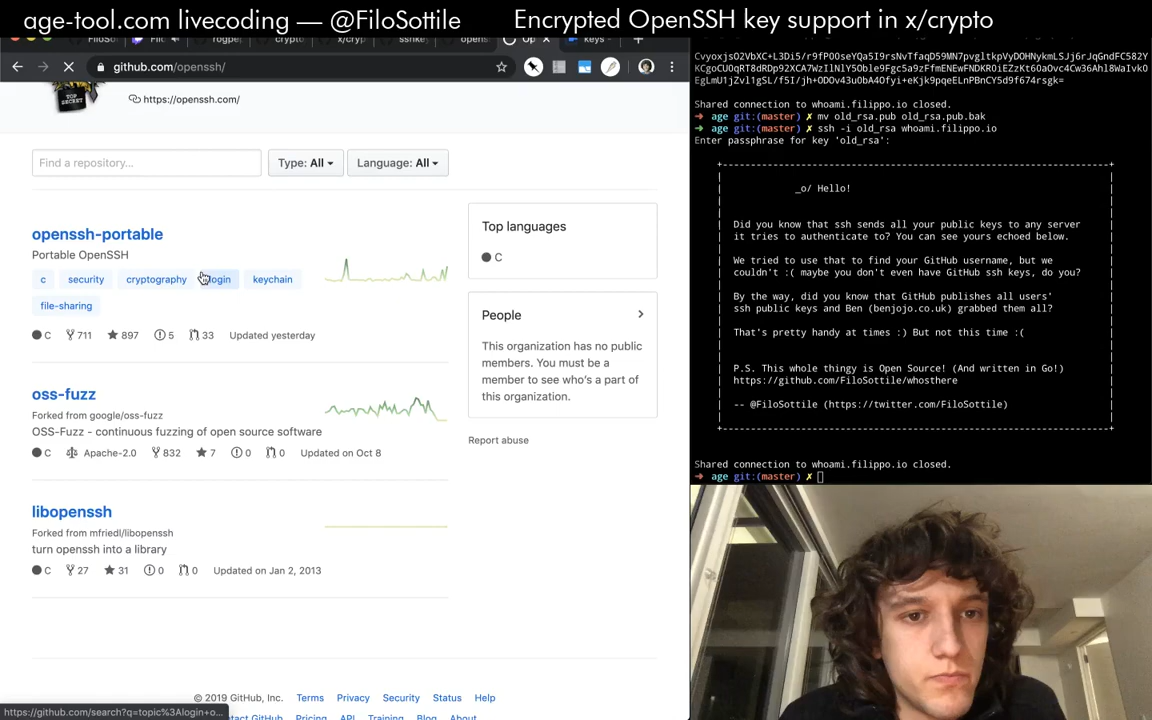 age-tool.com livecoding — @FiloSottile
Encrypted OpenSSH key support in x/crypto
github.com/openssh/
TOP SECRET
https://openssh.com/
Find a repository...
Type: All
Language: All
openssh-portable
Portable OpenSSH
c security cryptography login keychain
file-sharing
C 711 897 5 33 Updated yesterday
oss-fuzz
Forked from google/oss-fuzz
OSS-Fuzz - continuous fuzzing of open source software
C Apache-2.0 832 7 0 0 Updated on Oct 8
libopenssh
Forked from mfriedl/libopenssh
turn openssh into a library
C 27 31 0 0 Updated on Jan 2, 2013
Top languages
C
People
This organization has no public
members. You must be a
member to see who's a part of
this organization.
Report abuse
© 2019 GitHub, Inc. Terms Privacy Security Status Help
Pricing API Training Blog About
https://github.com/search?q=topic%3Alogin+o...
Shared connection to whoami.filippo.io closed.
➜ age git:(master) ✗ mv old_rsa.pub old_rsa.pub.bak
➜ age git:(master) ✗ ssh -i old_rsa whoami.filippo.io
Enter passphrase for key 'old_rsa':
_o/ Hello!
Did you know that ssh sends all your public keys to any server
it tries to authenticate to? You can see yours echoed below.
We tried to use that to find your GitHub username, but we
couldn't :( maybe you don't even have GitHub ssh keys, do you?
By the way, did you know that GitHub publishes all users'
ssh public keys and Ben (benjojo.co.uk) grabbed them all?
That's pretty handy at times :) But not this time :(
P.S. This whole thingy is Open Source! (And written in Go!)
https://github.com/FiloSottile/whosthere
-- @FiloSottile (https://twitter.com/FiloSottile)
Shared connection to whoami.filippo.io closed.
➜ age git:(master) ✗